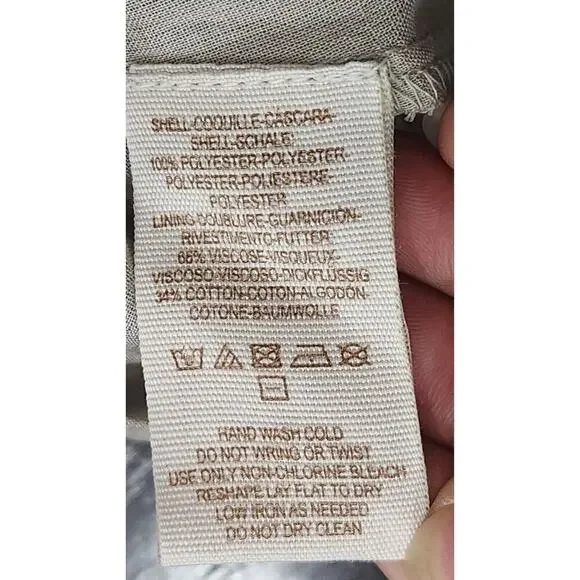 SHELL-COQUILLE-CASCARA-
SHELL-SCHALE:
100% POLYESTER-POLYESTER-
POLYESTER-POLIESTERE-
POLYESTER
LINING DOUBLURE-GUARNICIÓN-
RIVESTIMENTO-FUTTER
66% VISCOSE-VISQUEUX-
VISCOSO-VISCOSO-DICKFLUSSIG
34% COTTON-COTON-ALGODÓN-
COTONE-BAUMWOLLE
HAND WASH COLD
DO NOT WRING OR TWIST
USE ONLY NON-CHLORINE BLEACH
RESHAPE LAY FLAT TO DRY
LOW IRON AS NEEDED
DO NOT DRY CLEAN